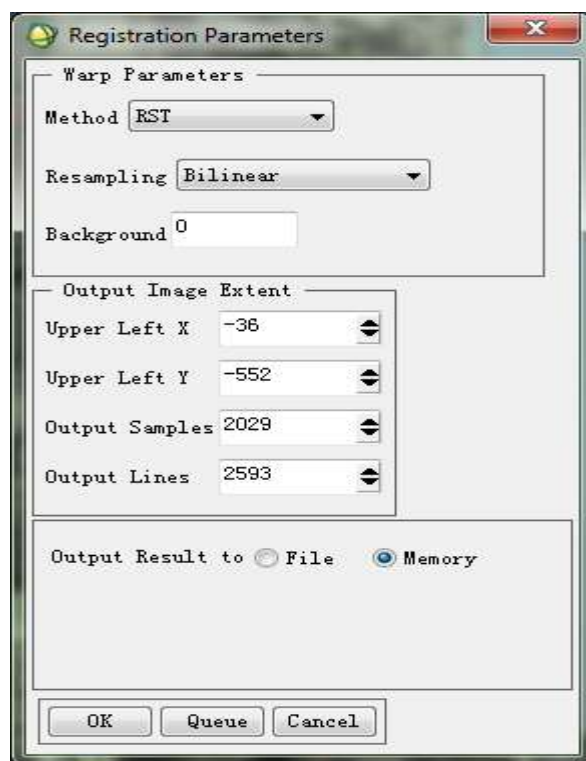 Registration Parameters
Warp Parameters
Method RST
Resampling Bilinear
Background 0
Output Image Extent
Upper Left X -36
Upper Left Y -552
Output Samples 2029
Output Lines 2593
Output Result to File Memory
OK Queue Cancel